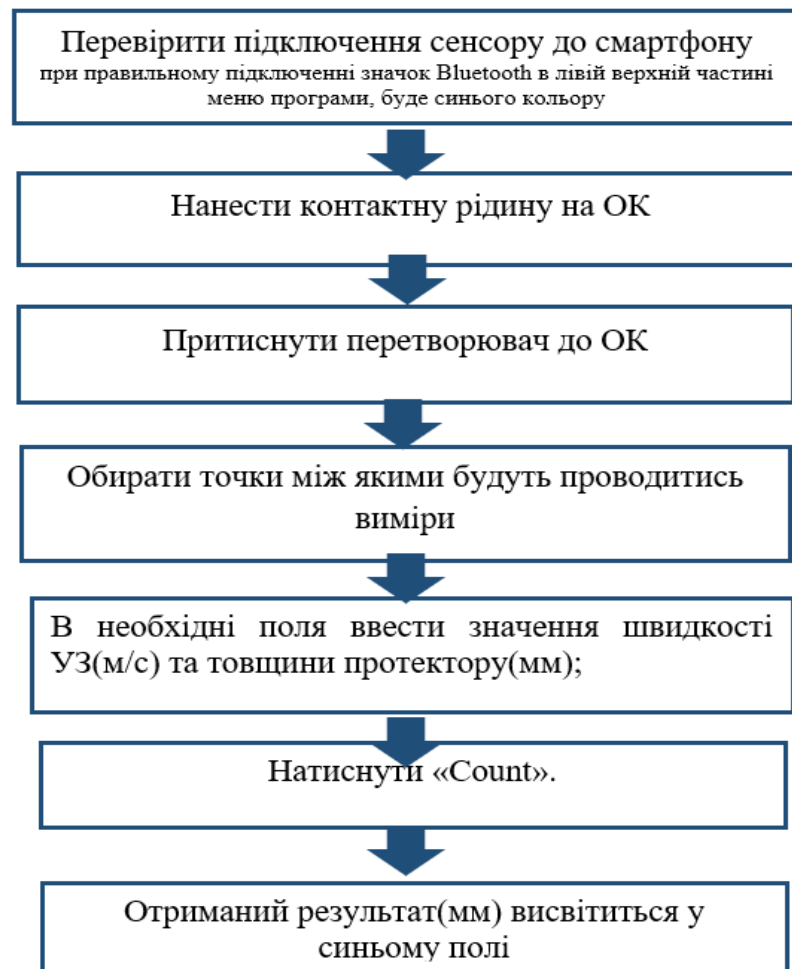 Перевірити підключення сенсору до смартфону
при правильному підключенні значок Bluetooth в лівій верхній частині
меню програми, буде синього кольору
Нанести контактну рідину на ОК
Притиснути перетворювач до ОК
Обирати точки між якими будуть проводитись
виміри
В необхідні поля ввести значення швидкості
УЗ(м/с) та товщини протектору(мм);
Натиснути «Count».
Отриманий результат(мм) висвітиться у
синьому полі